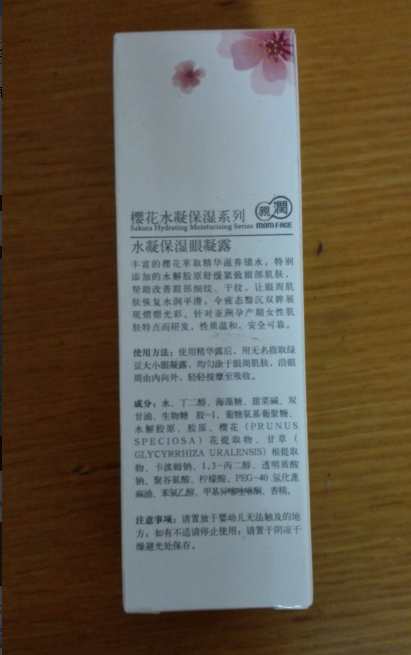 樱花水凝保湿系列
Sakura Hydrating Moisturizing Series
親潤
MOM FACE
水凝保湿眼凝露
丰富的樱花萃取精华滋养锁水，特别
添加的水解胶原舒缓紧致眼部肌肤，
帮助改善眼部细纹、干纹，让眼周肌
肤恢复水润平滑，令疲态黯沉双眸展
现熠熠光彩。针对亚洲孕产期女性肌
肤特点而研发，性质温和，安全可靠。
使用方法：使用精华露后，用无名指取绿
豆大小眼凝露，均匀涂于眼周肌肤，沿眼
周由内向外，轻轻按摩至吸收。
成分：水、丁二醇、海藻糖、甜菜碱、双
甘油、生物糖胶-1、葡糖氨基葡聚糖、
水解胶原、胶原、樱花（PRUNUS
SPECIOSA）花提取物、甘草（
GLYCYRRHIZA URALENSIS）根提取
物、卡波姆钠、1,3-丙二醇、透明质酸
钠、聚谷氨酸、柠檬酸、PEG-40 氢化蓖
麻油、苯氧乙醇、甲基异噻唑啉酮、香精。
注意事项：请置放于婴幼儿无法触及的地
方；如有不适请停止使用；请置于阴凉干
燥避光处保存。